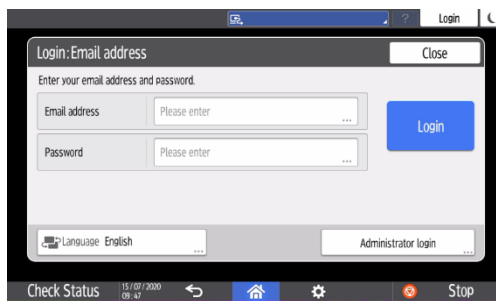 ? Login
Login:Email address Close
Enter your email address and password.
Email address Please enter ...
Login
Password Please enter ...
Language English ... Administrator login ...
Check Status 15/07/2020 Stop
09:47